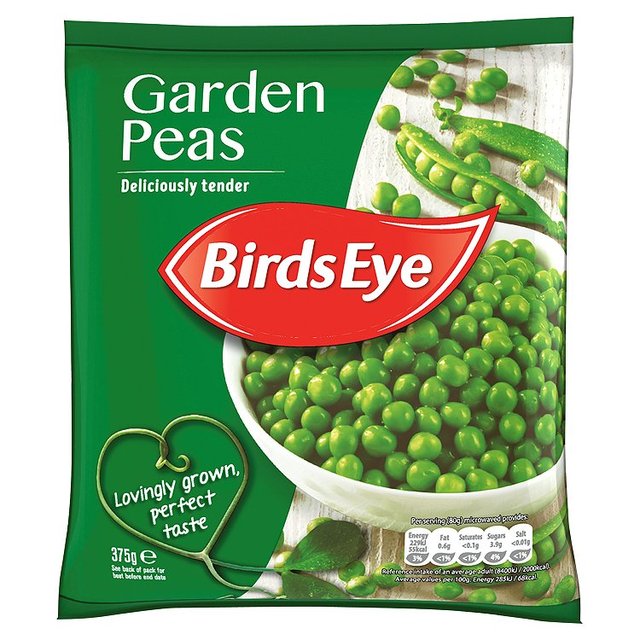 Garden
Peas
Deliciously tender
BirdsEye
Lovingly grown,
perfect
taste
375g e
See back of pack for
best before end date
Per serving (80g) microwaved provides:
Energy
229kJ
55kcal
3%
Fat
0.6g
<1%
Saturates
<0.1g
<1%
Sugars
3.9g
4%
Salt
<0.01g
<1%
Reference intake of an average adult (8400kJ / 2000kcal).
Average values per 100g: Energy 283kJ / 68kcal.